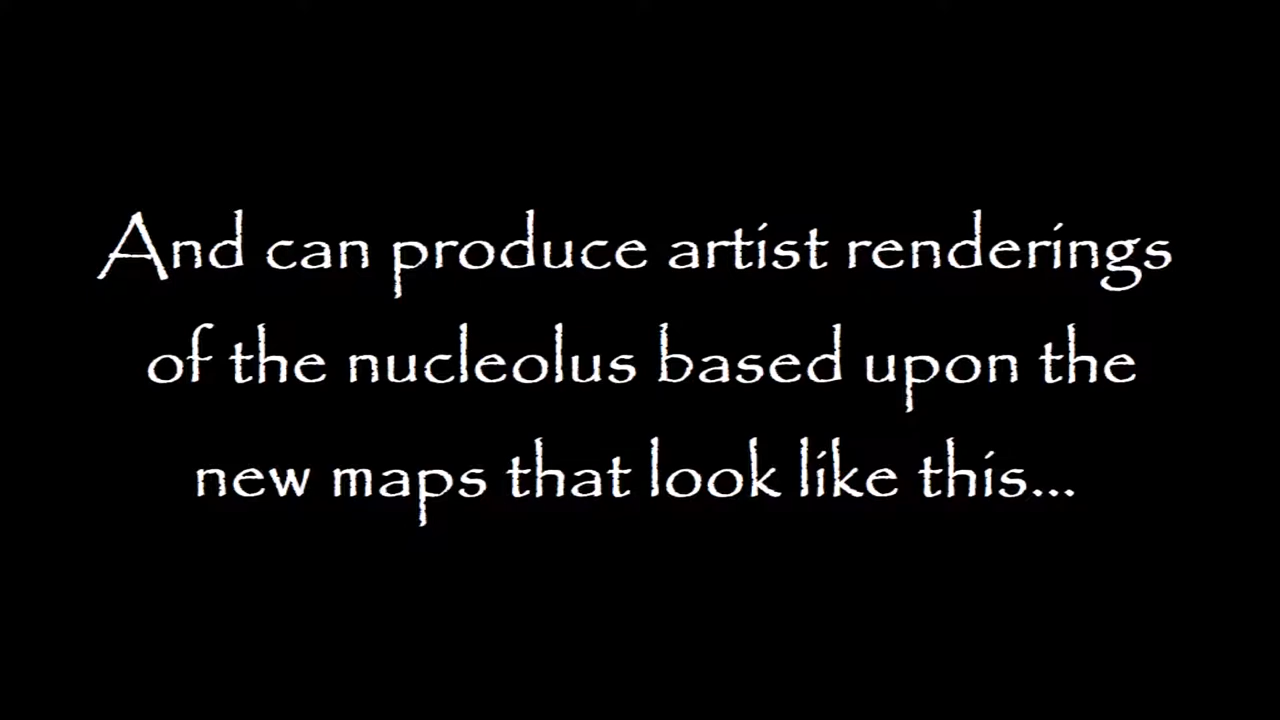 And can produce artist renderings
of the nucleolus based upon the
new maps that look like this...